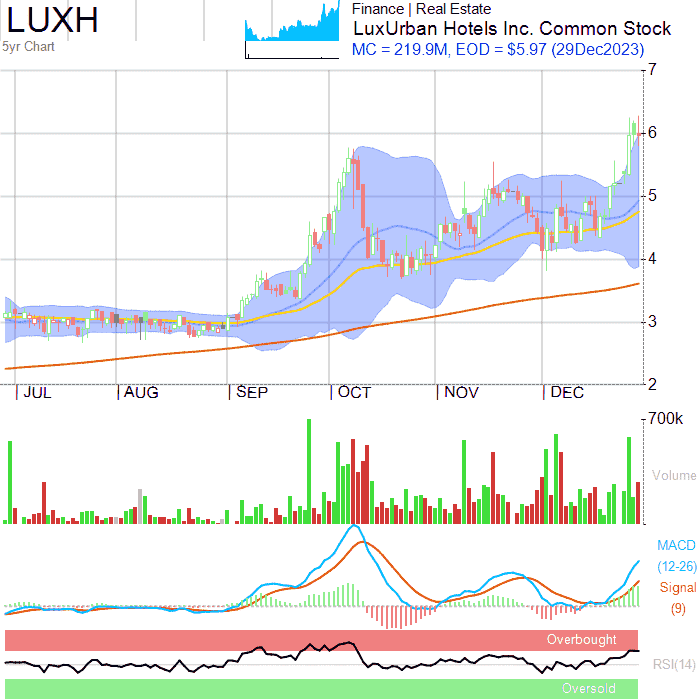 LUXH
5yr Chart
Finance | Real Estate
LuxUrban Hotels Inc. Common Stock
MC = 219.9M, EOD = $5.97 (29Dec2023)
7
6
5
4
3
2
JUL AUG SEP OCT NOV DEC
700k
Volume
MACD
(12-26)
Signal
(9)
Overbought
RSI(14)
Oversold